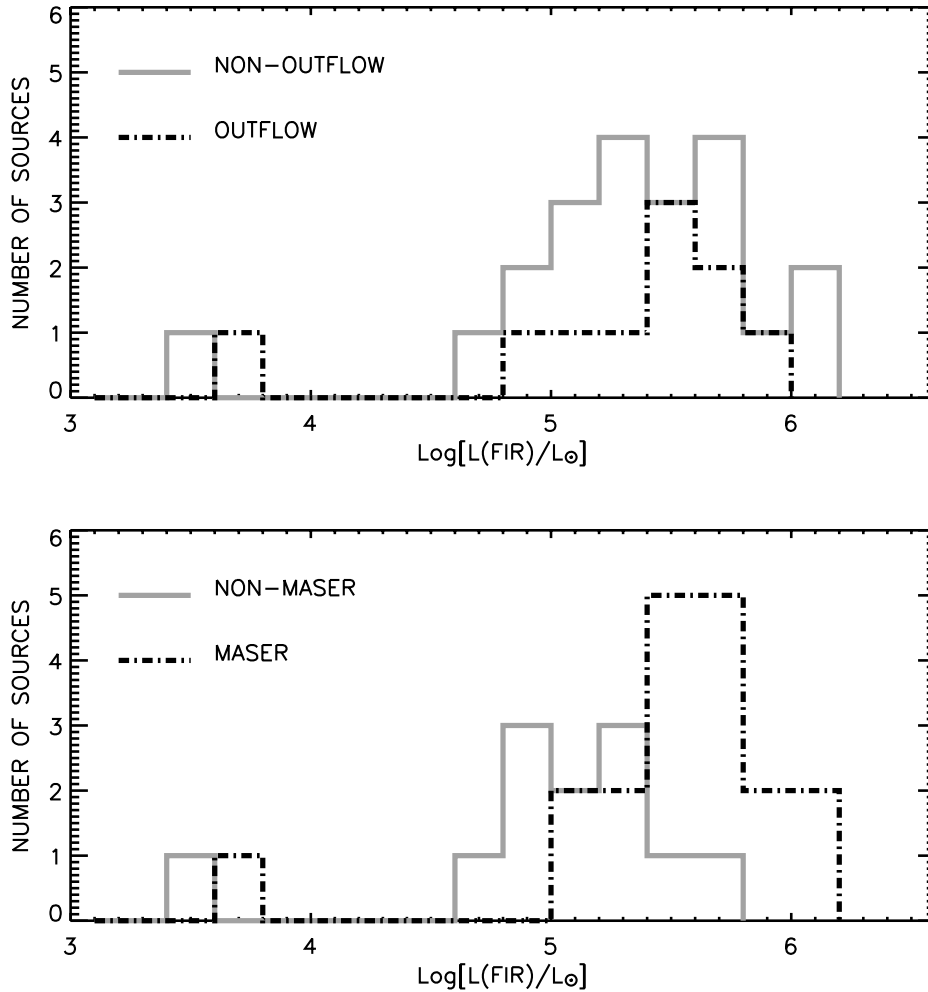 6
5
4
3
2
1
0
NUMBER OF SOURCES
NON-OUTFLOW
OUTFLOW
3 4 5 6
Log[L(FIR)/L⊙]
6
5
4
3
2
1
0
NUMBER OF SOURCES
NON-MASER
MASER
3 4 5 6
Log[L(FIR)/L⊙]